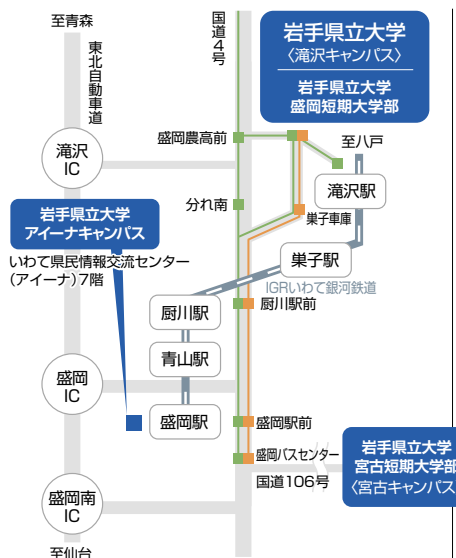 至青森
東北自動車道
国道4号
岩手県立大学
〈滝沢キャンパス〉
岩手県立大学
盛岡短期大学部
盛岡農高前
至八戸
滝沢
IC
滝沢駅
分れ南
巣子車庫
岩手県立大学
アイーナキャンパス
いわて県民情報交流センター
(アイーナ)7階
巣子駅
IGRいわて銀河鉄道
厨川駅
厨川駅前
青山駅
盛岡
IC
盛岡駅
盛岡駅前
盛岡バスセンター
岩手県立大学
宮古短期大学部
〈宮古キャンパス
国道106号
盛岡南
IC
至仙台